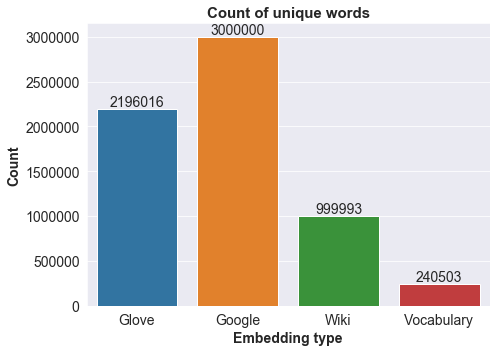 Count of unique words
3000000
2500000
2000000
1500000
1000000
500000
0
Count
2196016
3000000
999993
240503
Glove
Google
Wiki
Vocabulary
Embedding type